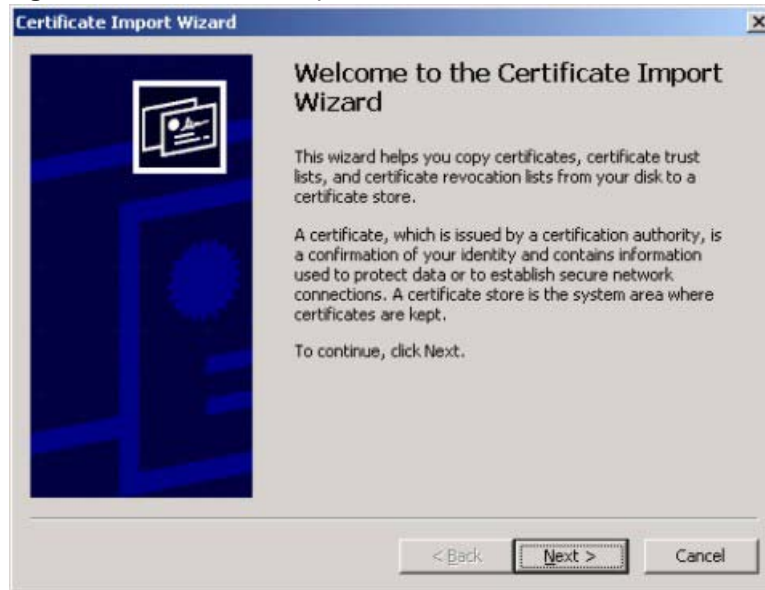 Certificate Import Wizard
Welcome to the Certificate Import
Wizard
This wizard helps you copy certificates, certificate trust
lists, and certificate revocation lists from your disk to a
certificate store.
A certificate, which is issued by a certification authority, is
a confirmation of your identity and contains information
used to protect data or to establish secure network
connections. A certificate store is the system area where
certificates are kept.
To continue, click Next.
< Back
Next >
Cancel